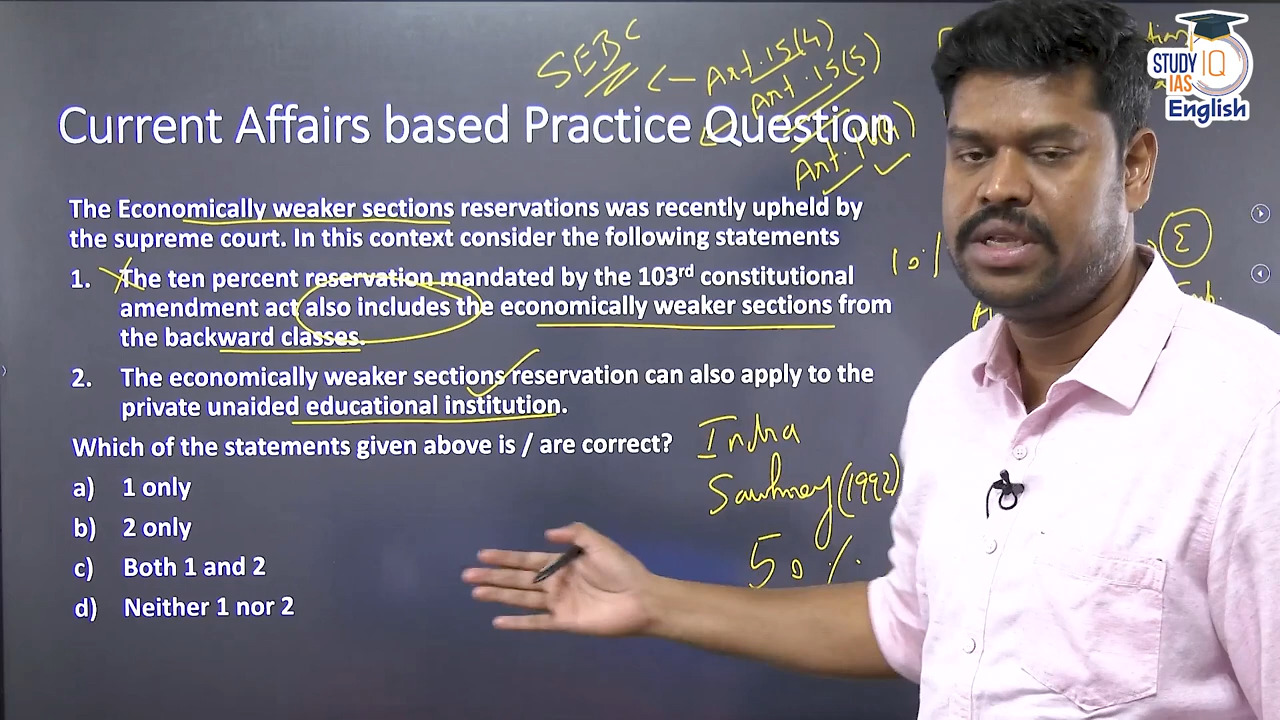 SEBC
Art.15(4)
Art.15(5)
STUDY IQ
IAS
English
Current Affairs based Practice Question
The Economically weaker sections reservations was recently upheld by
the supreme court. In this context consider the following statements
10%
1. The ten percent reservation mandated by the 103rd constitutional
amendment act also includes the economically weaker sections from
the backward classes.
2. The economically weaker sections reservation can also apply to the
private unaided educational institution.
Which of the statements given above is / are correct?
Indra
Sawhney (1992)
50%.
a) 1 only
b) 2 only
c) Both 1 and 2
d) Neither 1 nor 2